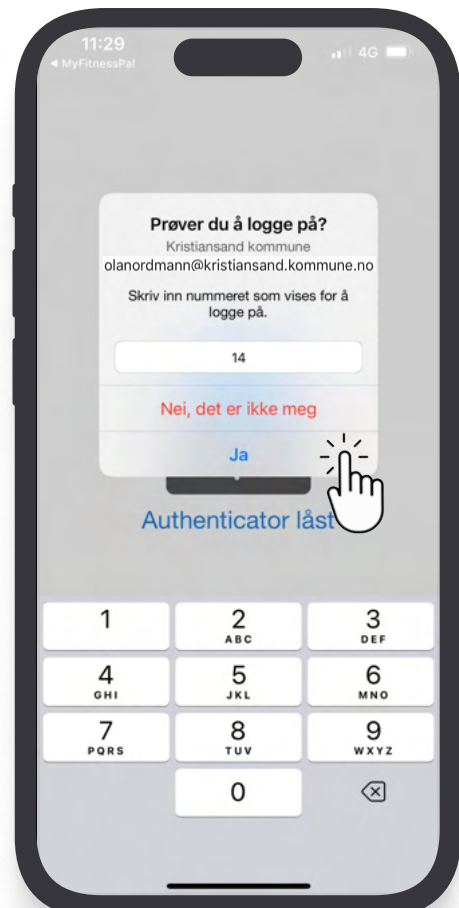 11:29
4G
◀ MyFitnessPal
Prøver du å logge på?
Kristiansand kommune
olanordmann@kristiansand.kommune.no
Skriv inn nummeret som vises for å
logge på.
14
Nei, det er ikke meg
Ja
Authenticator låst
1 2 3
ABC DEF
4 5 6
GHI JKL MNO
7 8 9
PQRS TUV WXYZ
0